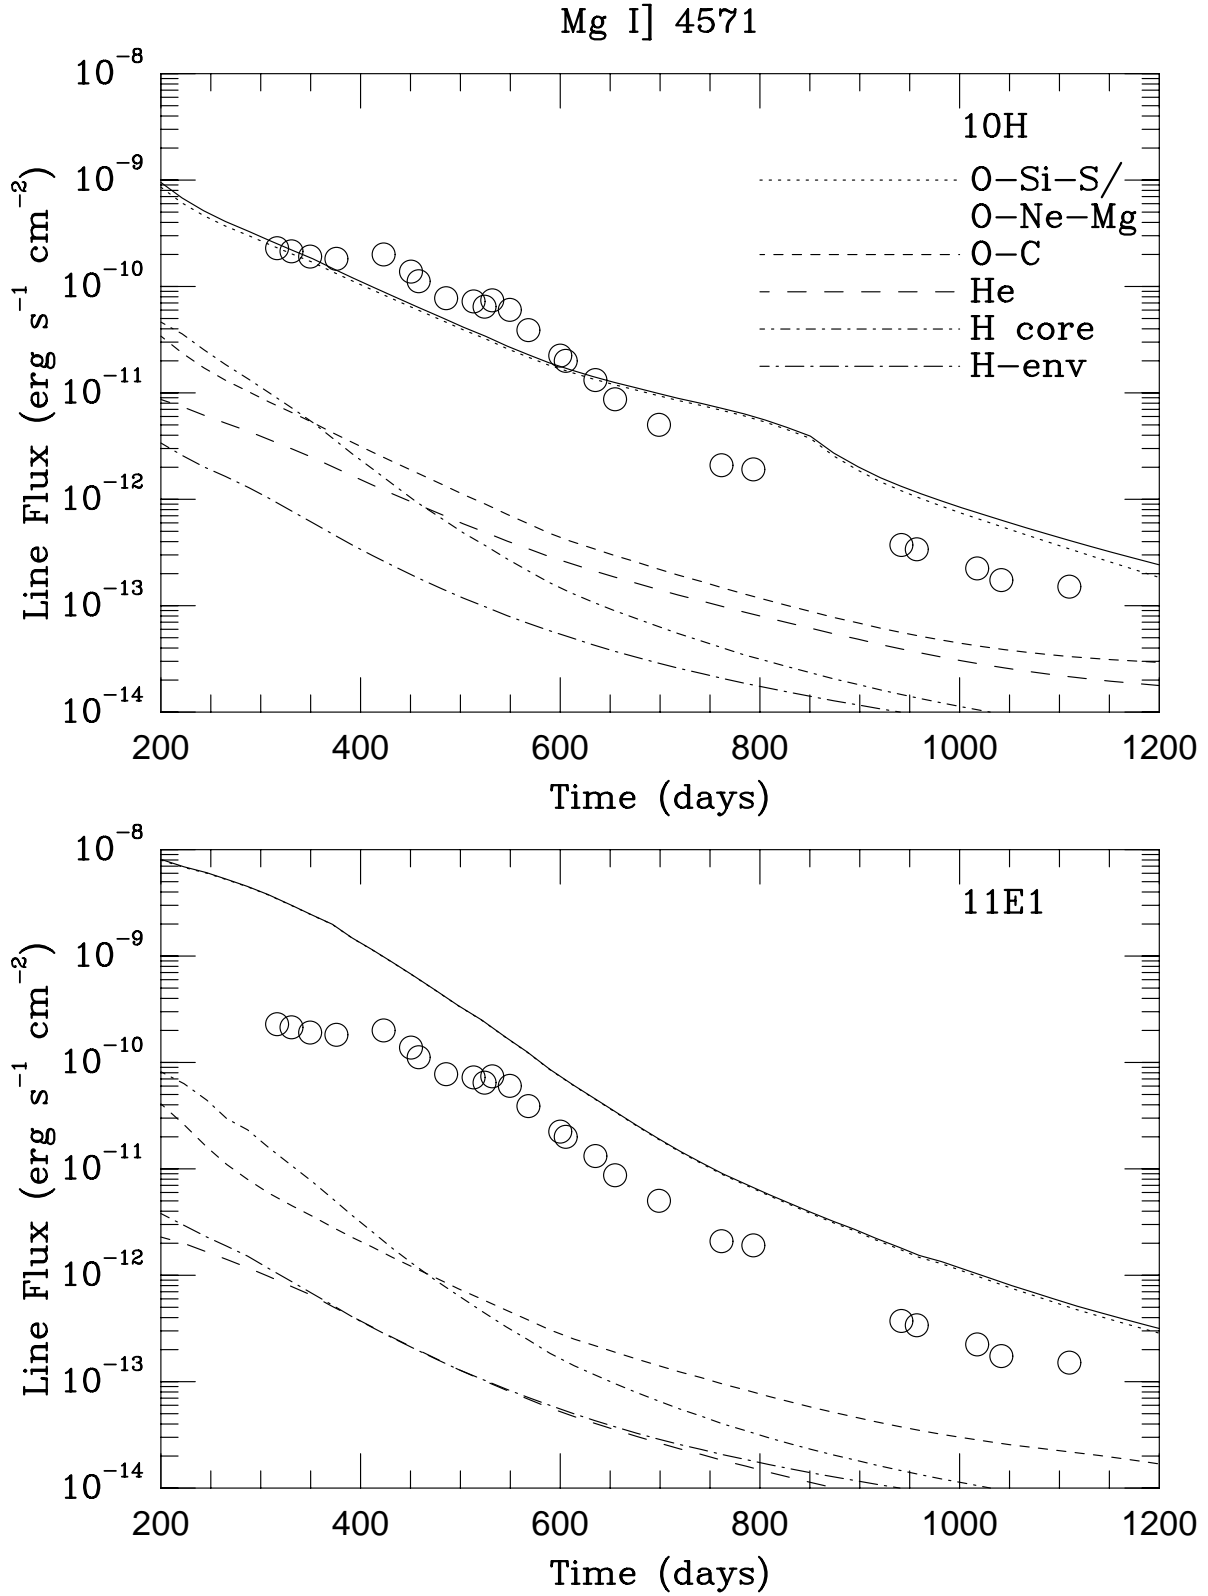 Mg I] 4571
10⁻⁸
10⁻⁹
10⁻¹⁰
10⁻¹¹
10⁻¹²
10⁻¹³
10⁻¹⁴
Line Flux (erg s⁻¹ cm⁻²)
10H
O-Si-S/
O-Ne-Mg
O-C
He
H core
H-env
200 400 600 800 1000 1200
Time (days)
10⁻⁸
10⁻⁹
10⁻¹⁰
10⁻¹¹
10⁻¹²
10⁻¹³
10⁻¹⁴
Line Flux (erg s⁻¹ cm⁻²)
11E1
200 400 600 800 1000 1200
Time (days)